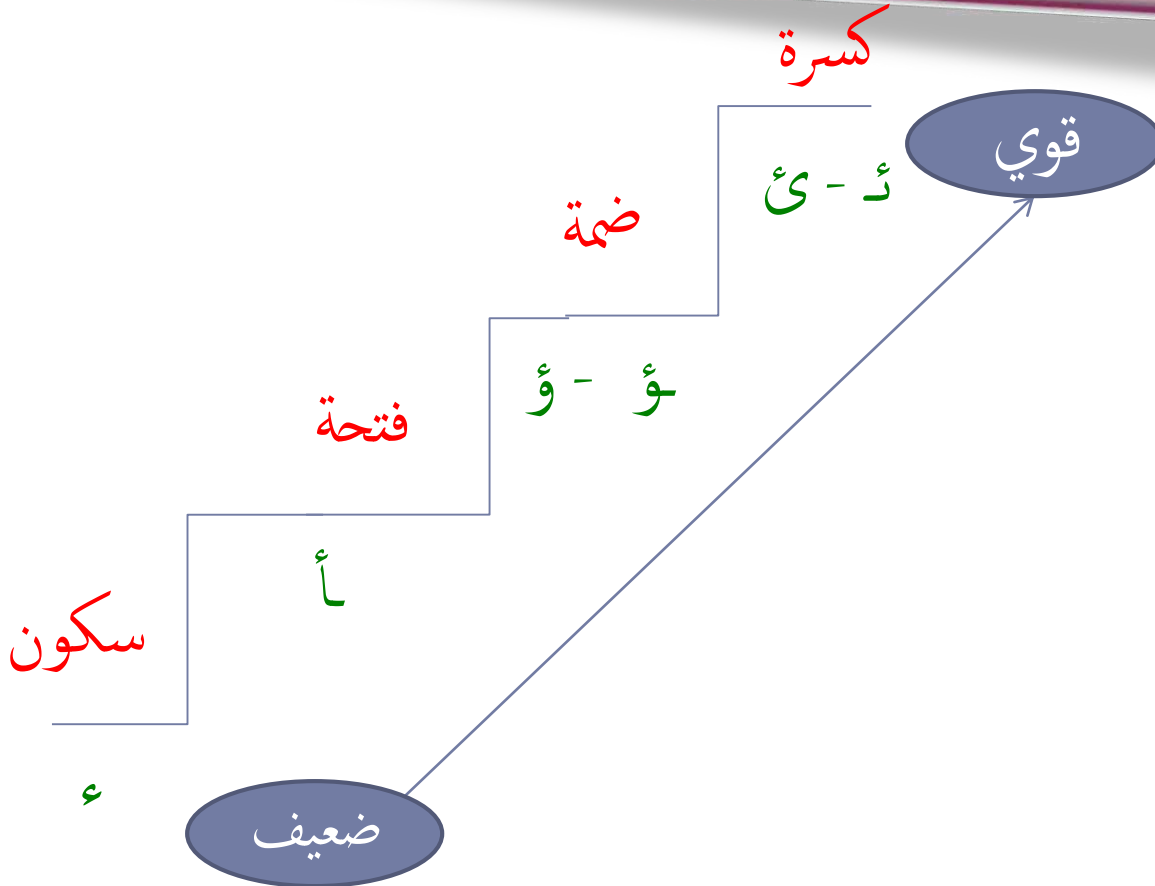 كسرة
قوي
ئـ - ئ
ضمة
ـؤ - ؤ
فتحة
ـأ
سكون
ء
ضعيف